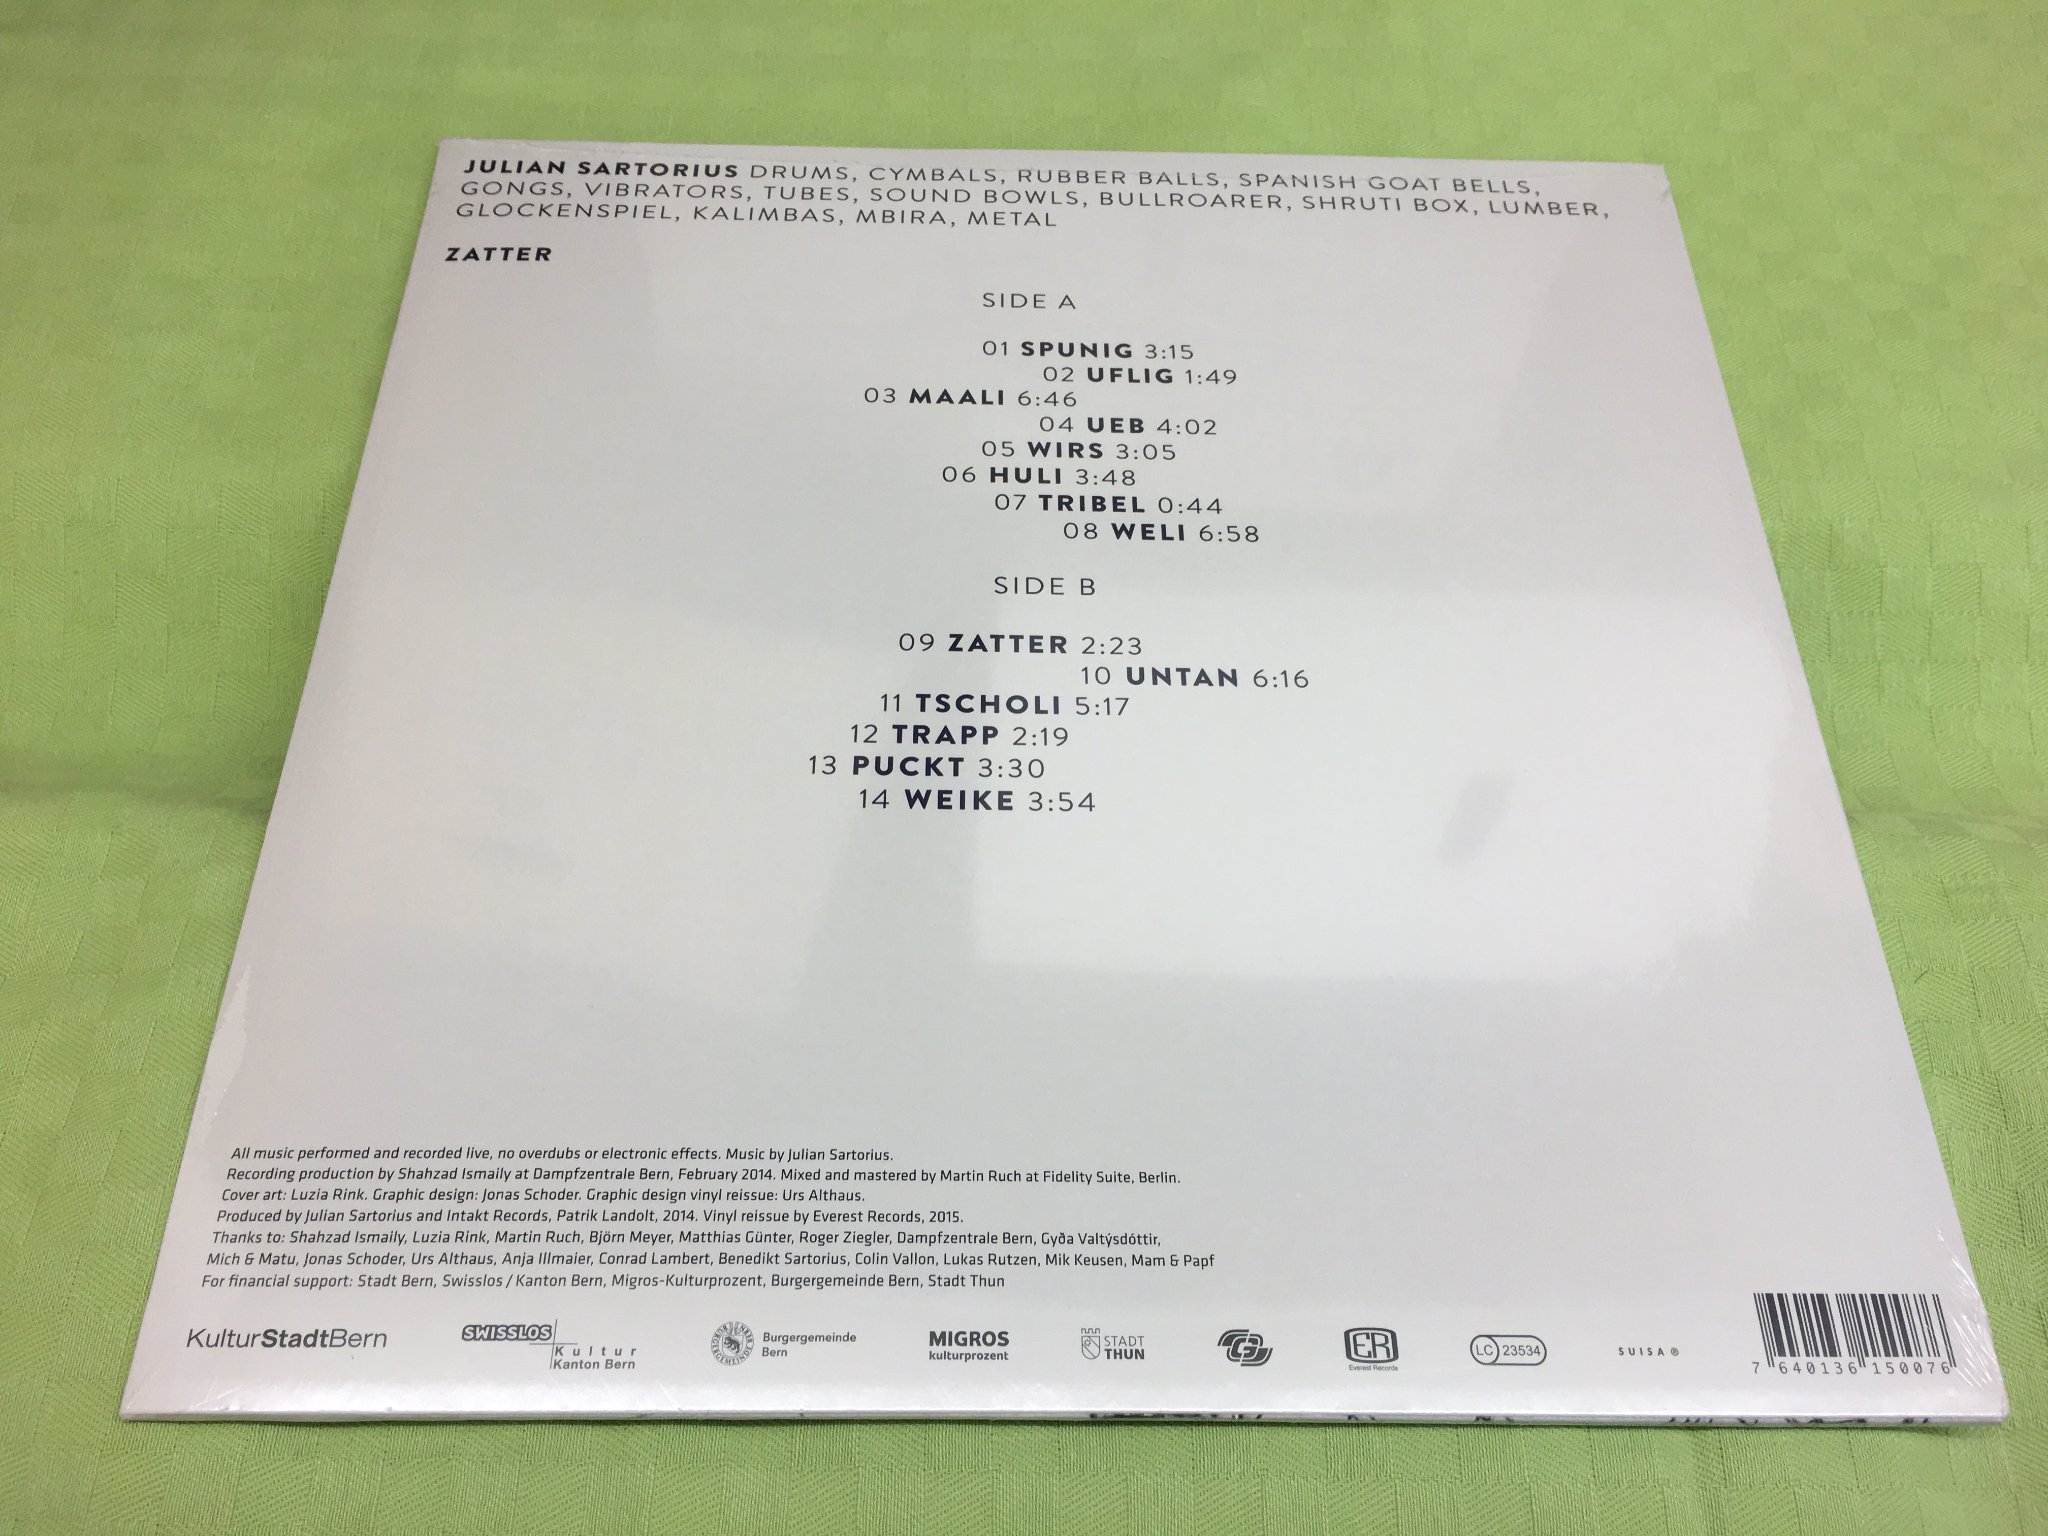 JULIAN SARTORIUS DRUMS, CYMBALS, RUBBER BALLS, SPANISH GOAT BELLS,
GONGS, VIBRATORS, TUBES, SOUND BOWLS, BULLROARER, SHRUTI BOX, LUMBER,
GLOCKENSPIEL, KALIMBAS, MBIRA, METAL
ZATTER
SIDE A
01 SPUNIG 3:15
02 UFLIG 1:49
03 MAALI 6:46
04 UEB 4:02
05 WIRS 3:05
06 HULI 3:48
07 TRIBEL 0:44
08 WELI 6:58
SIDE B
09 ZATTER 2:23
10 UNTAN 6:16
11 TSCHOLI 5:17
12 TRAPP 2:19
13 PUCKT 3:30
14 WEIKE 3:54
All music performed and recorded live, no overdubs or electronic effects. Music by Julian Sartorius.
Recording production by Shahzad Ismaily at Dampfzentrale Bern, February 2014. Mixed and mastered by Martin Ruch at Fidelity Suite, Berlin.
Cover art: Luzia Rink. Graphic design: Jonas Schoder. Graphic design vinyl reissue: Urs Althaus.
Produced by Julian Sartorius and Intakt Records, Patrik Landolt, 2014. Vinyl reissue by Everest Records, 2015.
Thanks to: Shahzad Ismaily, Luzia Rink, Martin Ruch, Björn Meyer, Matthias Günter, Roger Ziegler, Dampfzentrale Bern, Gyða Valtýsdóttir,
Mich & Matu, Jonas Schoder, Urs Althaus, Anja Illmaier, Conrad Lambert, Benedikt Sartorius, Colin Vallon, Lukas Rutzen, Mik Keusen, Mam & Papf
For financial support: Stadt Bern, Swisslos / Kanton Bern, Migros-Kulturprozent, Burgergemeinde Bern, Stadt Thun
KulturStadtBern
SWISSLOS
Kultur
Kanton Bern
Burgergemeinde
Bern
MIGROS
kulturprozent
STADT
THUN
ER
Everest Records
LC 23534
SUISA ®
7 640136 150076